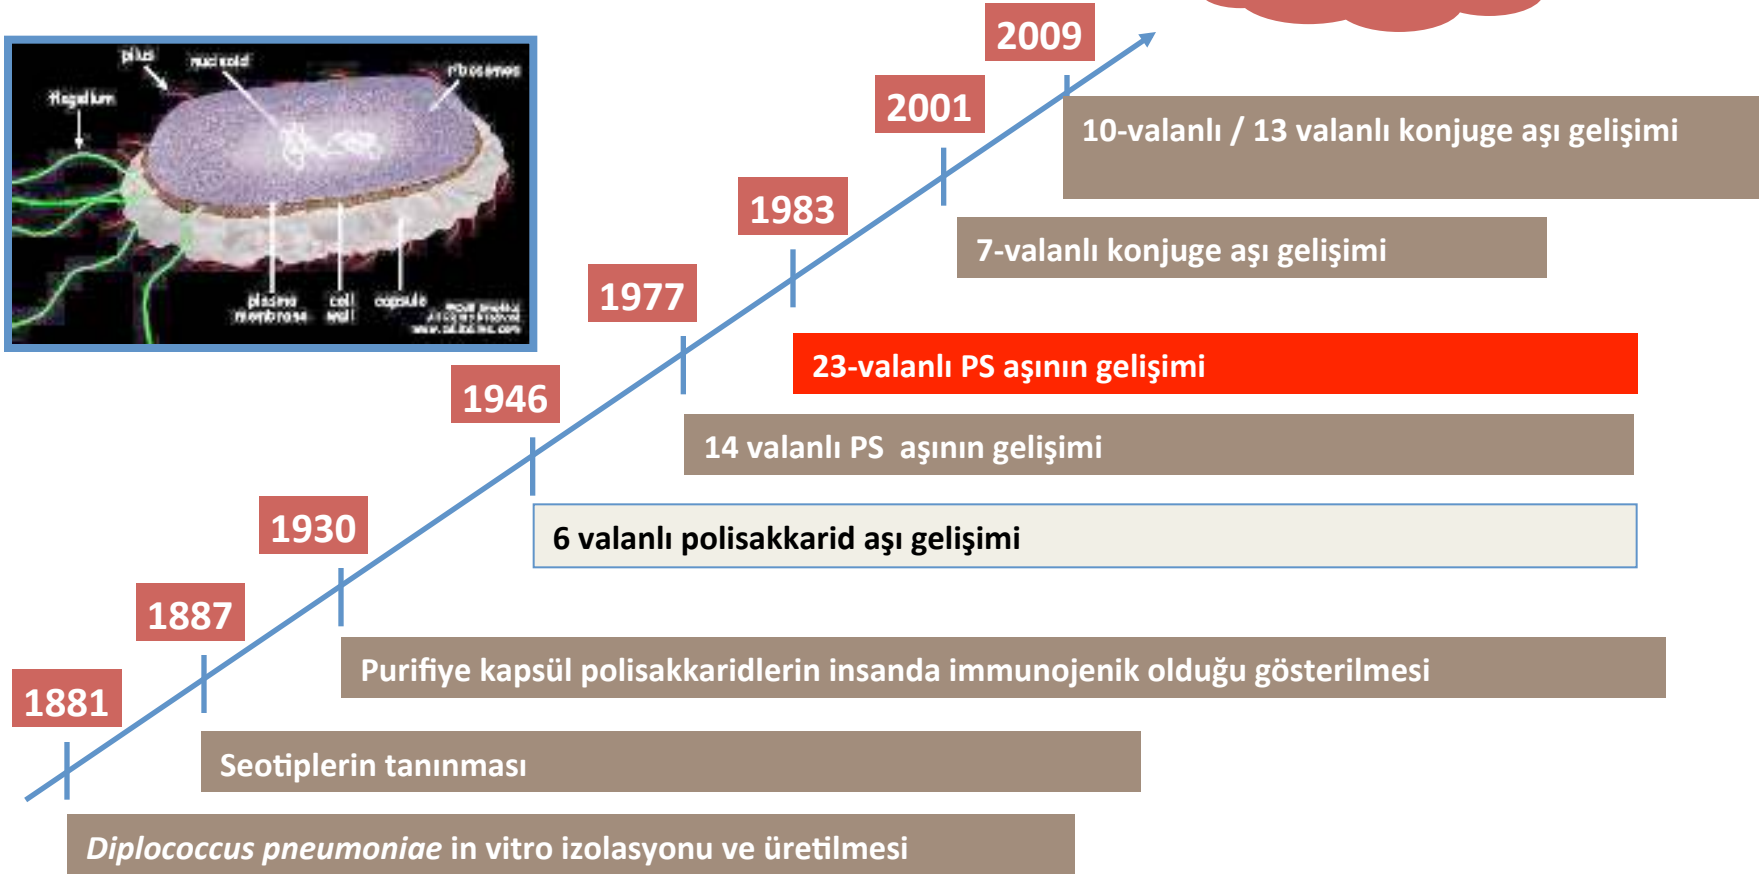 pilus
nucleoid
ribosomes
flagellum
plasma
membrane
cell
wall
capsule
2009
10-valanlı / 13 valanlı konjuge aşı gelişimi
2001
7-valanlı konjuge aşı gelişimi
1983
23-valanlı PS aşının gelişimi
1977
14 valanlı PS  aşının gelişimi
1946
6 valanlı polisakkarid aşı gelişimi
1930
Purifiye kapsül polisakkaridlerin insanda immunojenik olduğu gösterilmesi
1887
Seotiplerin tanınması
1881
Diplococcus pneumoniae in vitro izolasyonu ve üretilmesi